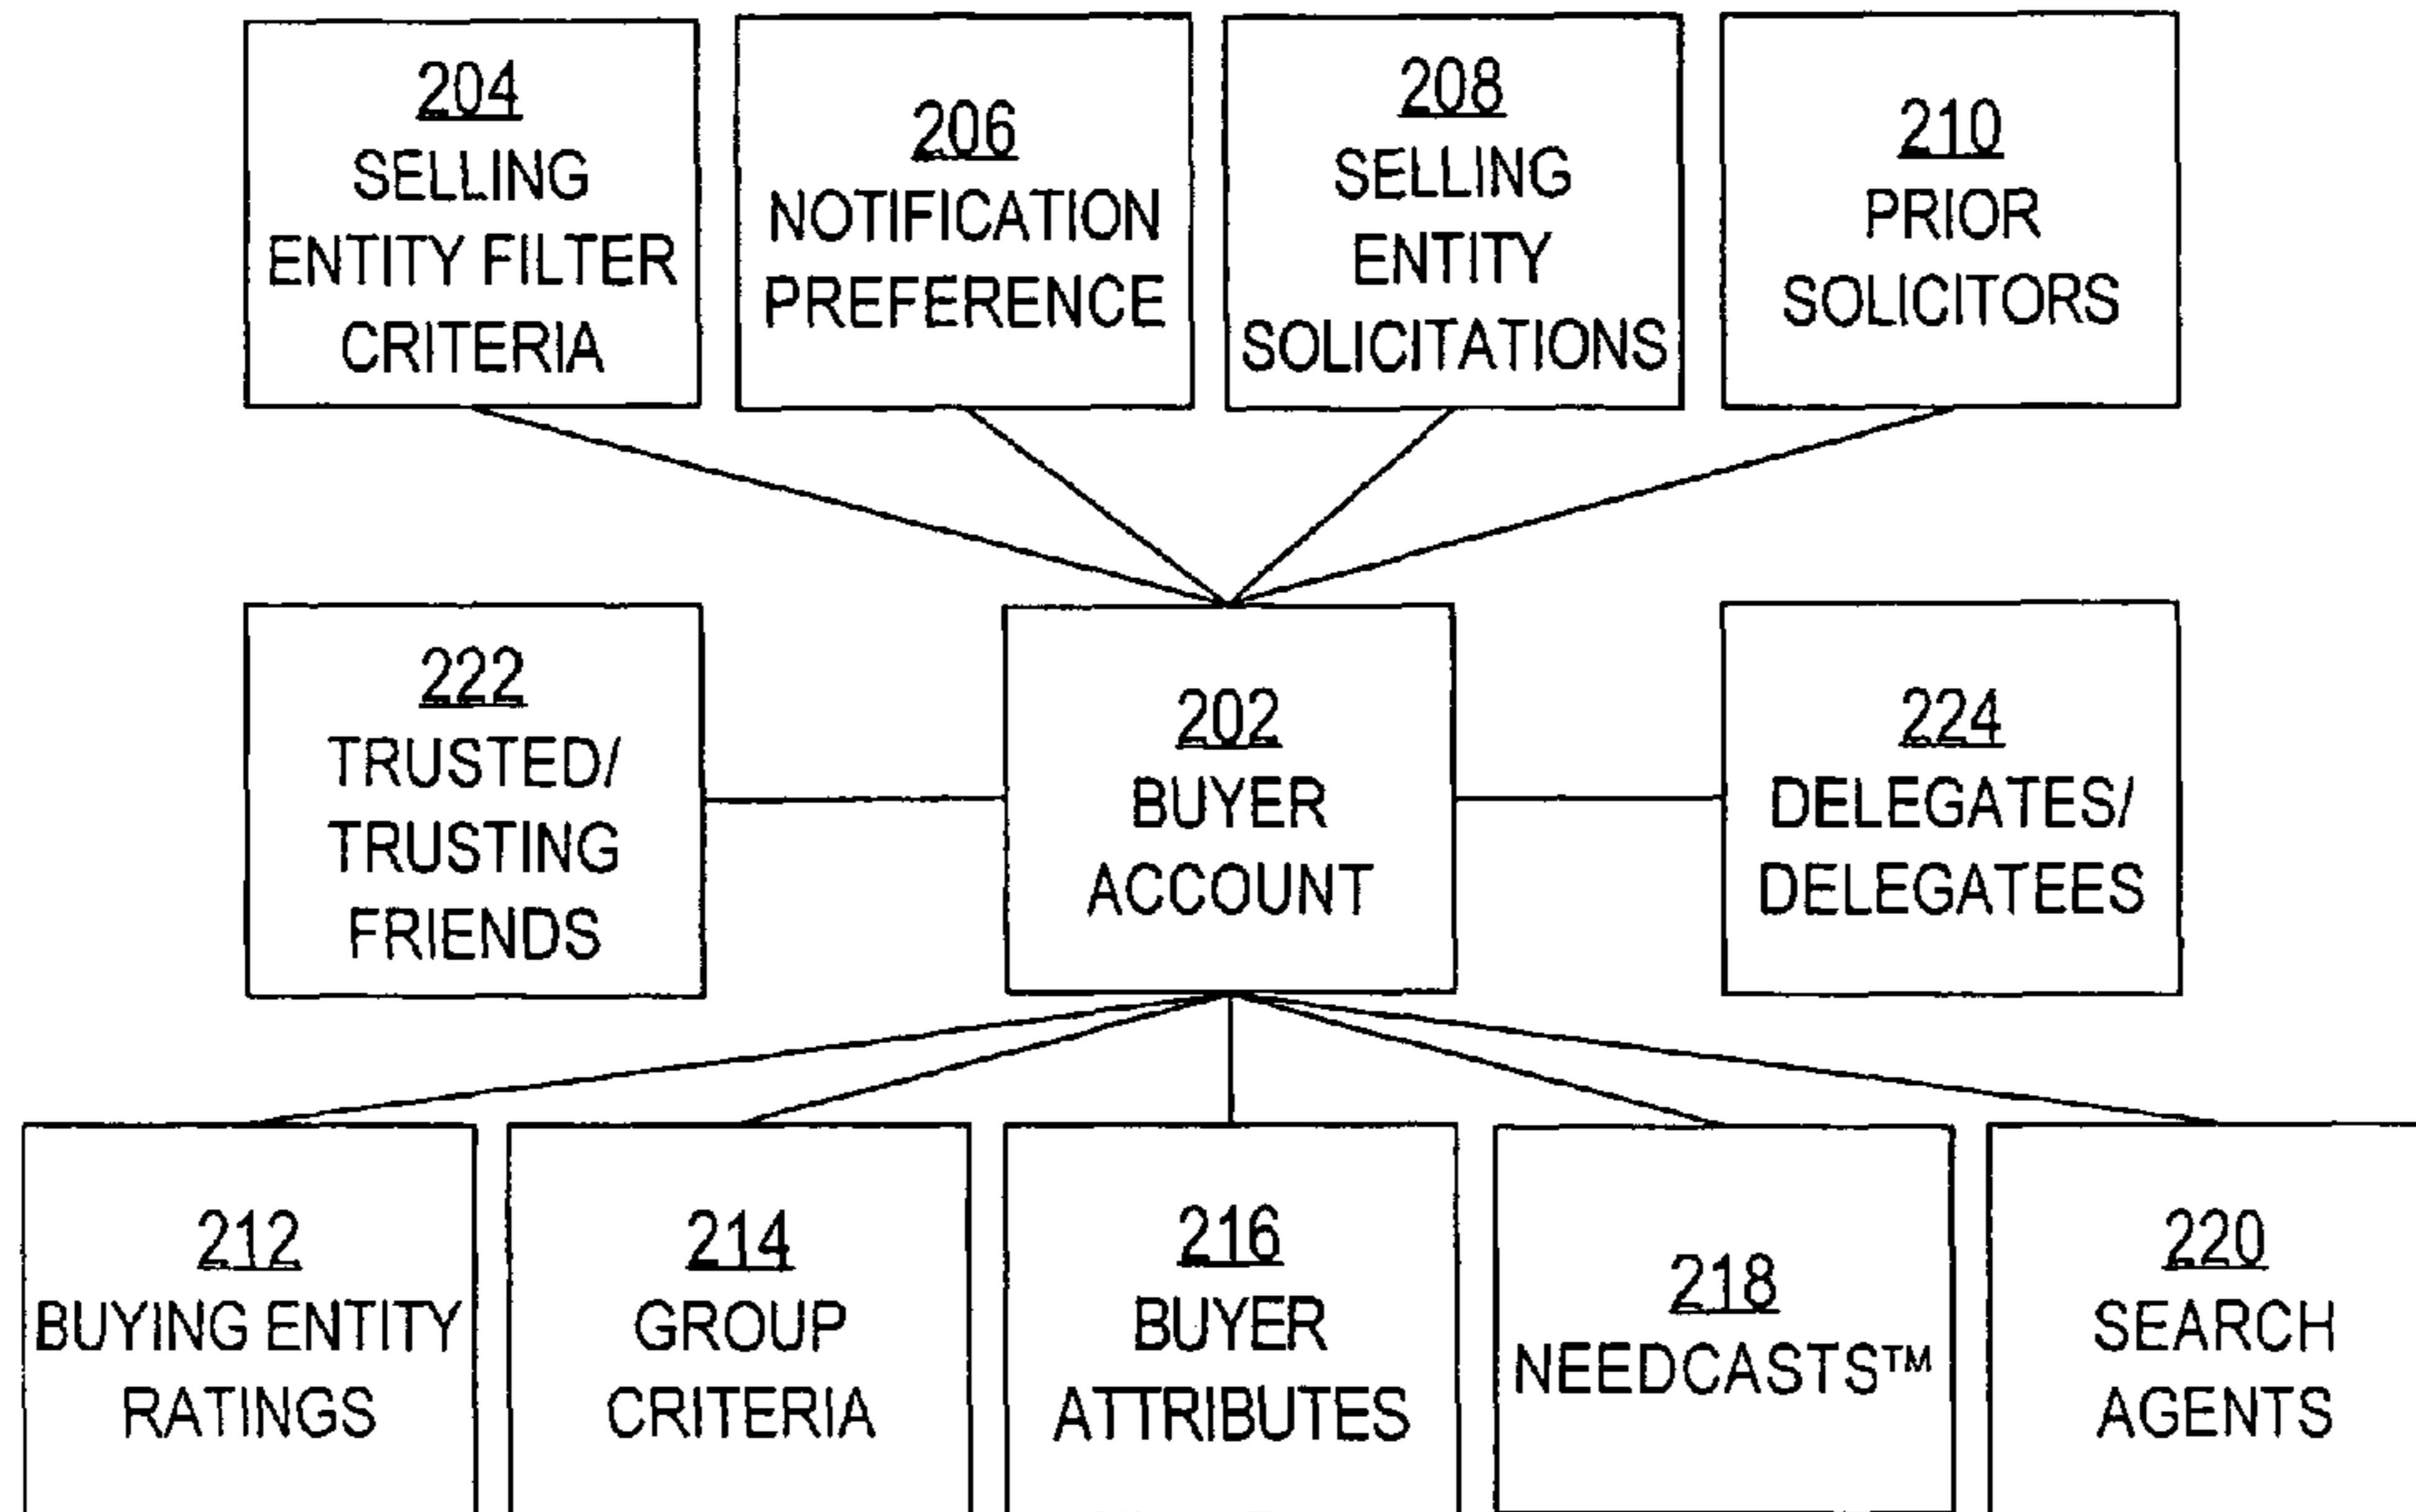 204
SELLING
ENTITY FILTER
CRITERIA
206
NOTIFICATION
PREFERENCE
208
SELLING
ENTITY
SOLICITATIONS
210
PRIOR
SOLICITORS
222
TRUSTED/
TRUSTING
FRIENDS
202
BUYER
ACCOUNT
224
DELEGATES/
DELEGATEES
212
BUYING ENTITY
RATINGS
214
GROUP
CRITERIA
216
BUYER
ATTRIBUTES
218
NEEDCASTS™
220
SEARCH
AGENTS